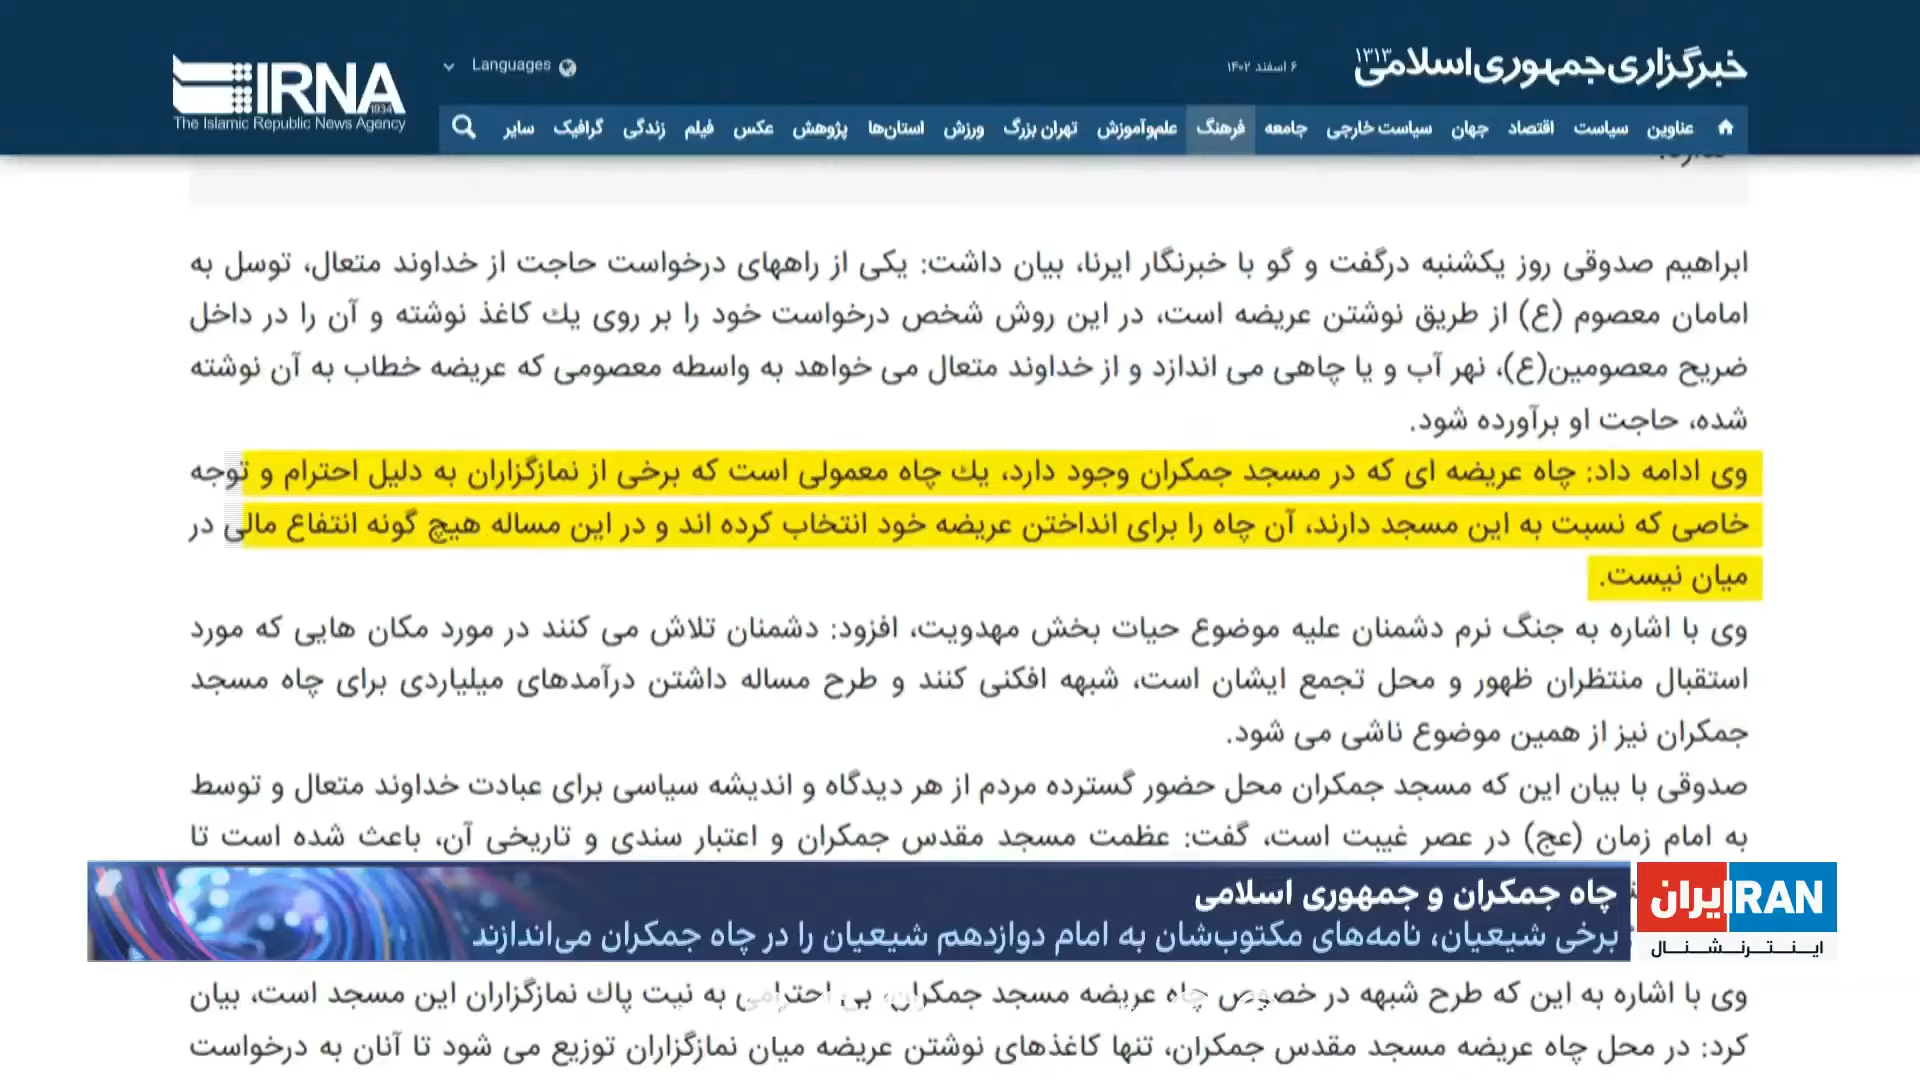 IRNA
1934
The Islamic Republic News Agency
Languages
۶ اسفند ۱۴۰۲
خبرگزاری جمهوری اسلامی
۱۳۱۳
عناوین سیاست اقتصاد جهان سیاست خارجی جامعه فرهنگ علم‌وآموزش تهران بزرگ ورزش استان‌ها پژوهش عکس فیلم زندگی گرافیک سایر
ابراهیم صدوقی روز یکشنبه درگفت و گو با خبرنگار ایرنا، بیان داشت: یکی از راههای درخواست حاجت از خداوند متعال، توسل به
امامان معصوم (ع) از طریق نوشتن عریضه است، در این روش شخص درخواست خود را بر روی یك کاغذ نوشته و آن را در داخل
ضریح معصومین(ع)، نهر آب و یا چاهی می اندازد و از خداوند متعال می خواهد به واسطه معصومی که عریضه خطاب به آن نوشته
شده، حاجت او برآورده شود.
وی ادامه داد: چاه عریضه ای که در مسجد جمکران وجود دارد، یك چاه معمولی است که برخی از نمازگزاران به دلیل احترام و توجه
خاصی که نسبت به این مسجد دارند، آن چاه را برای انداختن عریضه خود انتخاب کرده اند و در این مساله هیچ گونه انتفاع مالی در
میان نیست.
وی با اشاره به جنگ نرم دشمنان علیه موضوع حیات بخش مهدویت، افزود: دشمنان تلاش می کنند در مورد مکان هایی که مورد
استقبال منتظران ظهور و محل تجمع ایشان است، شبهه افکنی کنند و طرح مساله داشتن درآمدهای میلیاردی برای چاه مسجد
جمکران نیز از همین موضوع ناشی می شود.
صدوقی با بیان این که مسجد جمکران محل حضور گسترده مردم از هر دیدگاه و اندیشه سیاسی برای عبادت خداوند متعال و توسط
به امام زمان (عج) در عصر غیبت است، گفت: عظمت مسجد مقدس جمکران و اعتبار سندی و تاریخی آن، باعث شده است تا
چاه جمکران و جمهوری اسلامی
برخی شیعیان، نامه‌های مکتوب‌شان به امام دوازدهم شیعیان را در چاه جمکران می‌اندازند
ایران IRAN
اینترنشنال
وی با اشاره به این که طرح شبهه در خصوص چاه عریضه مسجد جمکران، بی احترامی به نیت پاك نمازگزاران این مسجد است، بیان
کرد: در محل چاه عریضه مسجد مقدس جمکران، تنها کاغذهای نوشتن عریضه میان نمازگزاران توزیع می شود تا آنان به درخواست